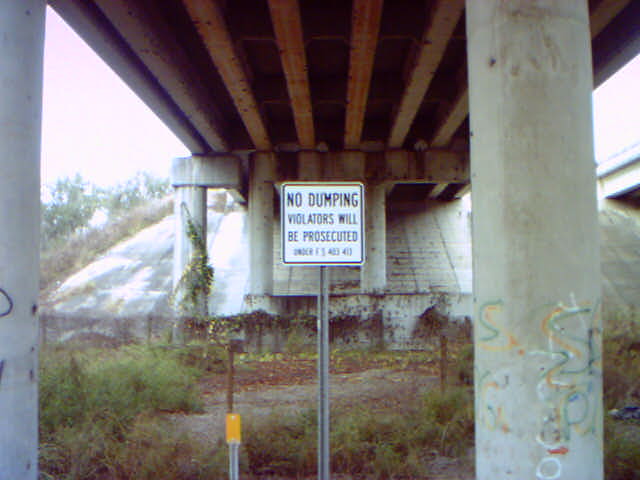 NO DUMPING
VIOLATORS WILL
BE PROSECUTED
UNDER F.S. 403.413